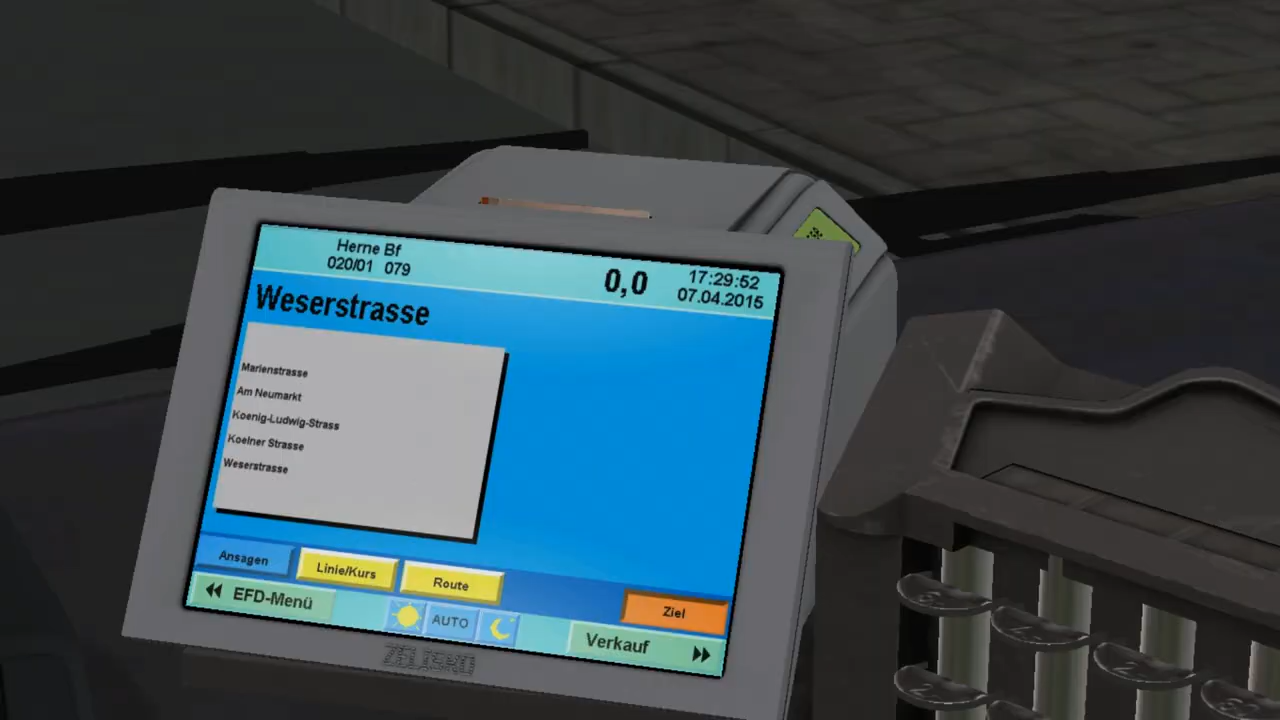 Herne Bf
020/01 079
0,0
17:29:52
07.04.2015
Weserstrasse
Marienstrasse
Am Neumarkt
Koenig-Ludwig-Strass
Koelner Strasse
Weserstrasse
Ansagen
Linie/Kurs
Route
Ziel
EFD-Menü
AUTO
Verkauf